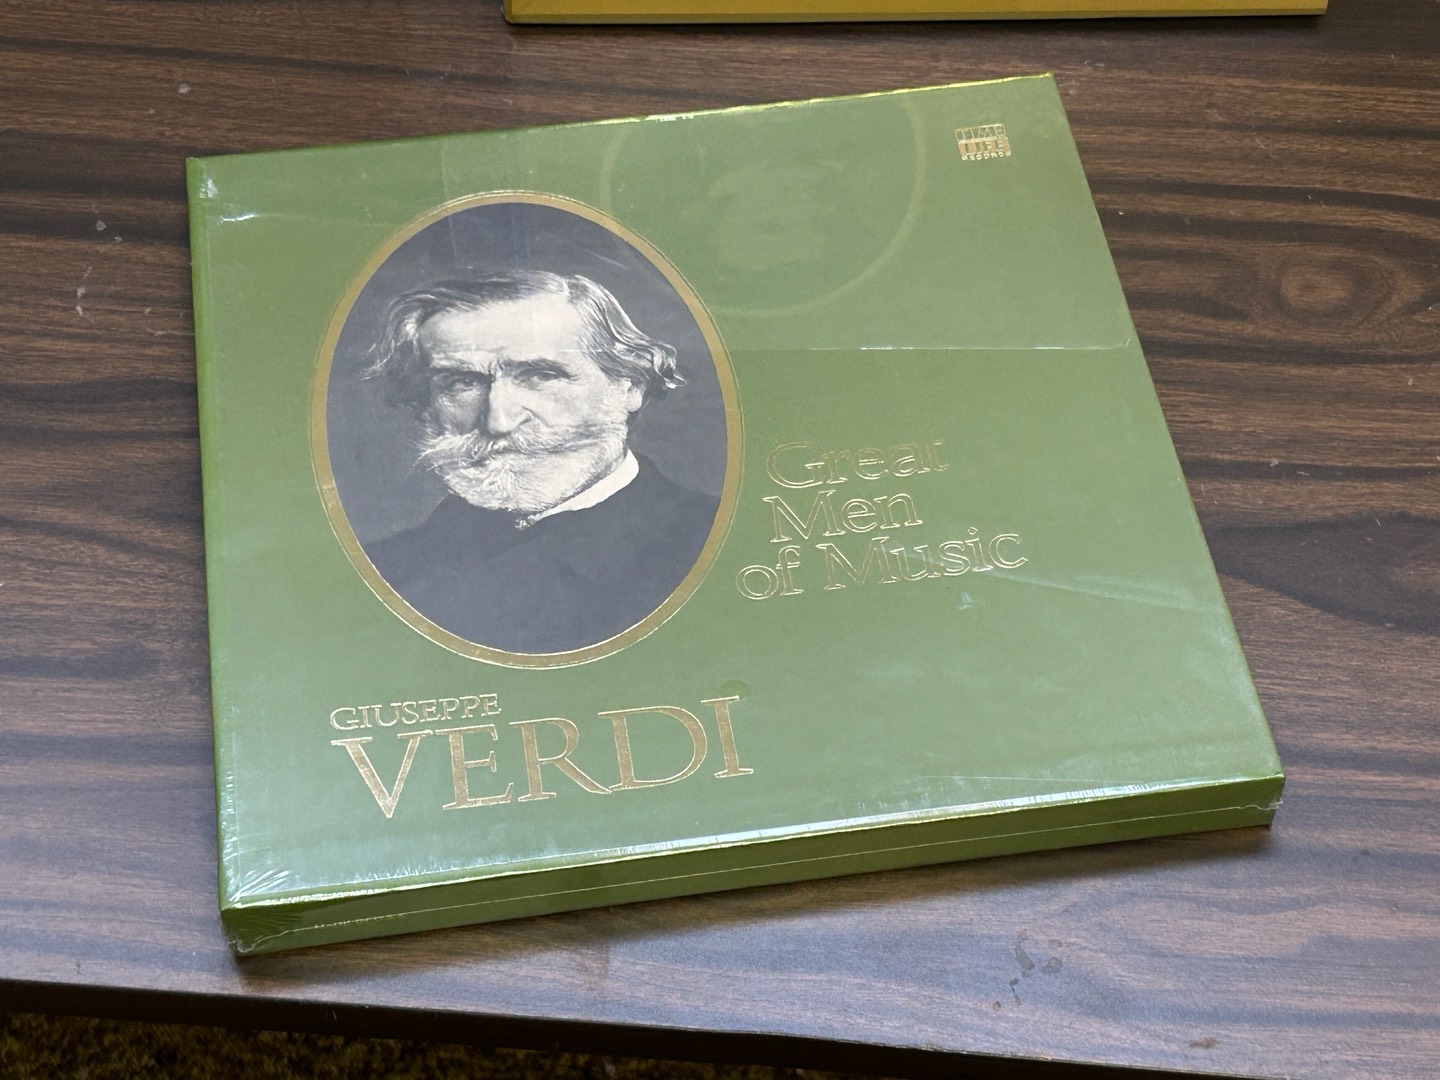 TIME
LIFE
RECORDS
Great
Men
of Music
GIUSEPPE
VERDI